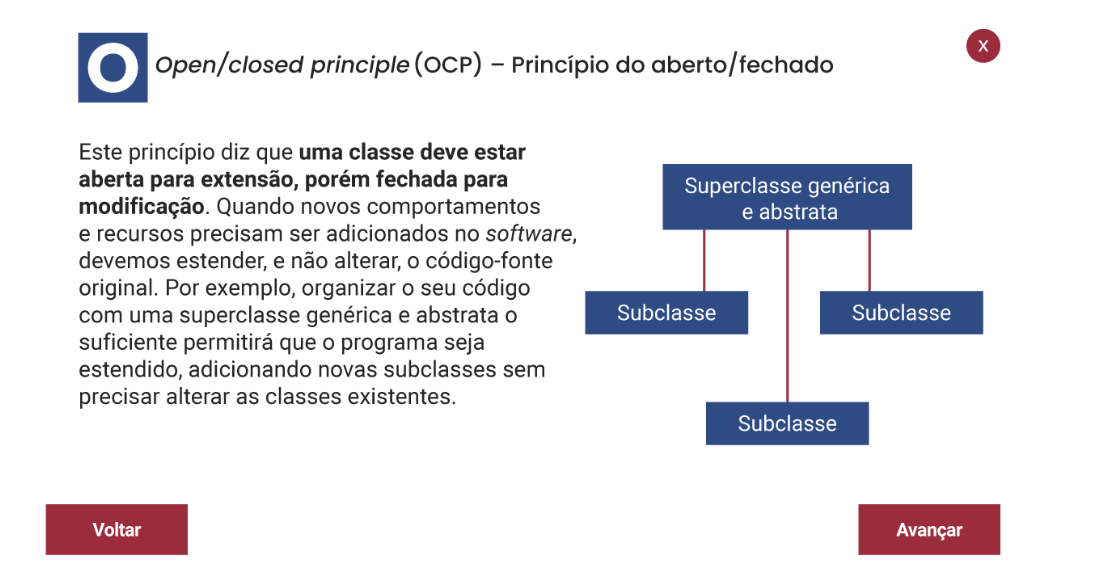 O
Open/closed principle (OCP) – Princípio do aberto/fechado
X
Este princípio diz que uma classe deve estar
aberta para extensão, porém fechada para
modificação. Quando novos comportamentos
e recursos precisam ser adicionados no software,
devemos estender, e não alterar, o código-fonte
original. Por exemplo, organizar o seu código
com uma superclasse genérica e abstrata o
suficiente permitirá que o programa seja
estendido, adicionando novas subclasses sem
precisar alterar as classes existentes.
Superclasse genérica
e abstrata
Subclasse
Subclasse
Subclasse
Voltar
Avançar